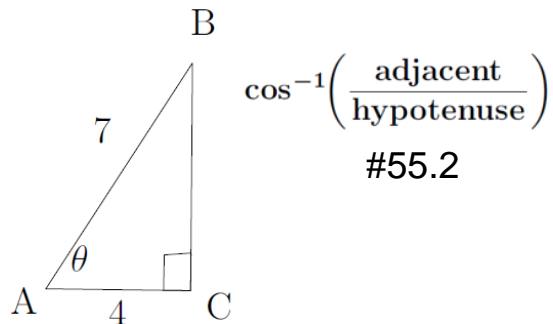 B
cos⁻¹(adjacent/hypotenuse)
7
#55.2
θ
A
4
C